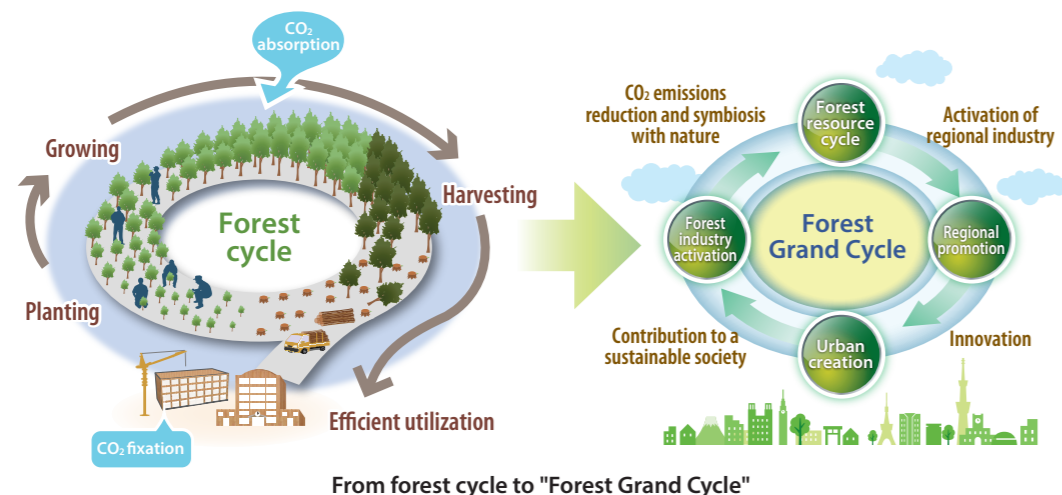 CO₂
absorption
Growing
Harvesting
Forest
cycle
Planting
Efficient utilization
CO₂ fixation
CO₂ emissions
reduction and symbiosis
with nature
Forest
resource
cycle
Activation of
regional industry
Forest
industry
activation
Forest
Grand Cycle
Regional
promotion
Contribution to a
sustainable society
Urban
creation
Innovation
From forest cycle to "Forest Grand Cycle"